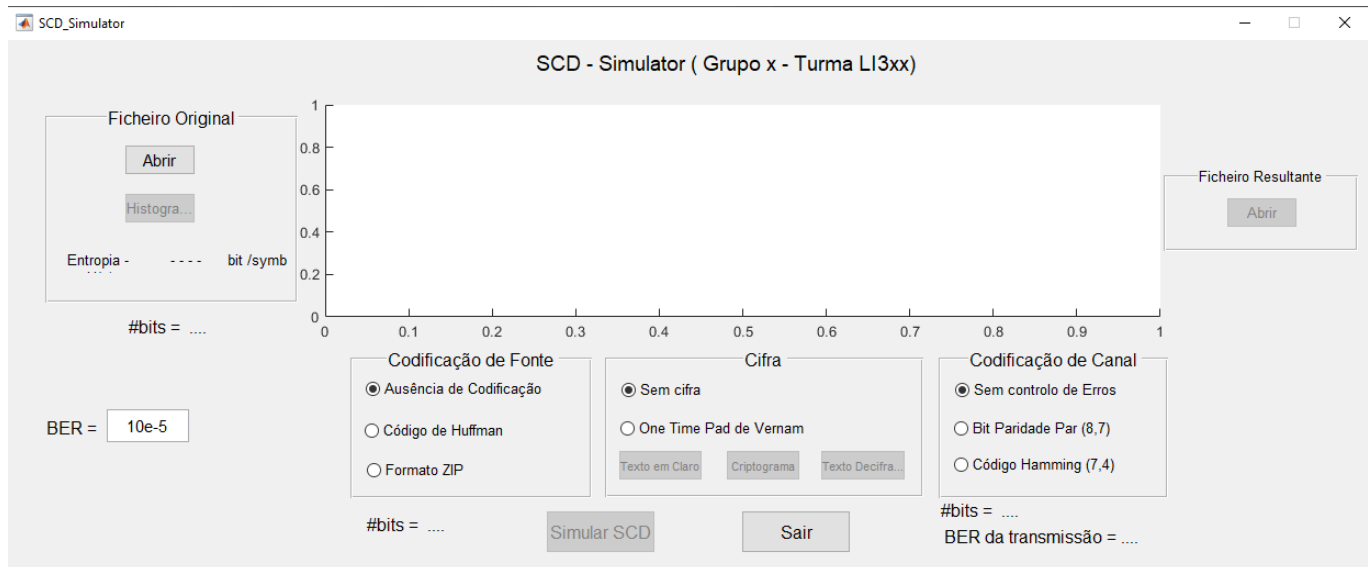 SCD_Simulator
SCD - Simulator ( Grupo x - Turma LI3xx)
Ficheiro Original
Abrir
Histogra...
Entropia - - - - - bit /symb
#bits = ....
BER = 10e-5
1
0.8
0.6
0.4
0.2
0
0 0.1 0.2 0.3 0.4 0.5 0.6 0.7 0.8 0.9 1
Ficheiro Resultante
Abrir
Codificação de Fonte
Ausência de Codificação
Código de Huffman
Formato ZIP
#bits = ....
Cifra
Sem cifra
One Time Pad de Vernam
Texto em Claro Criptograma Texto Decifra...
Codificação de Canal
Sem controlo de Erros
Bit Paridade Par (8,7)
Código Hamming (7,4)
#bits = ....
BER da transmissão = ....
Simular SCD Sair